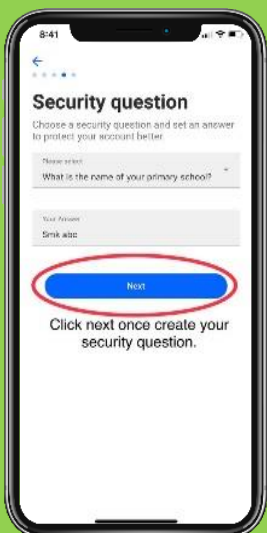 8:41
Security question
Choose a security question and set an answer
to protect your account better
Please select
What is the name of your primary school?
Your Answer
Smk abc
Next
Click next once create your
security question.